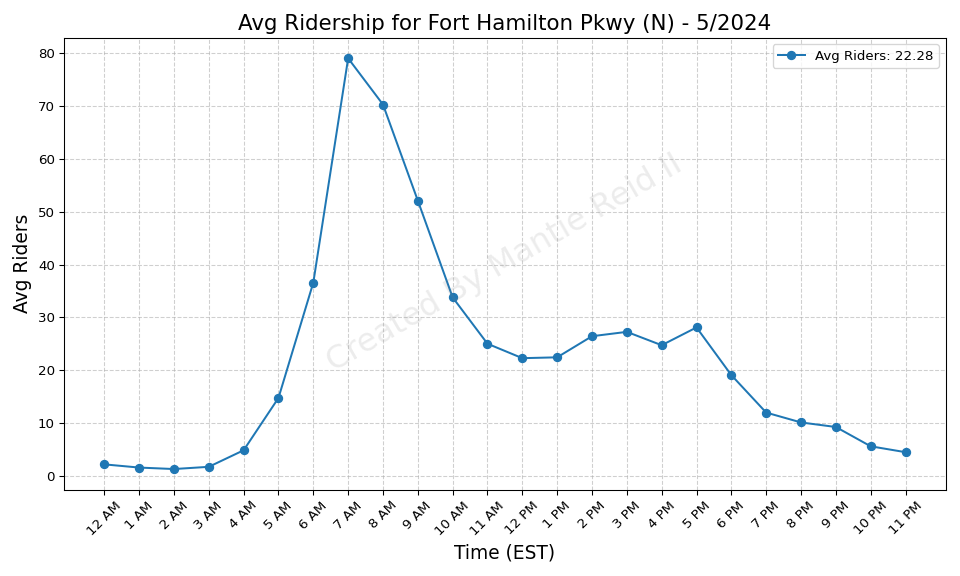 Avg Ridership for Fort Hamilton Pkwy (N) - 5/2024
Avg Riders: 22.28
Avg Riders
80
70
60
50
40
30
20
10
0
Created By Mantie Reid II
12 AM
1 AM
2 AM
3 AM
4 AM
5 AM
6 AM
7 AM
8 AM
9 AM
10 AM
11 AM
12 PM
1 PM
2 PM
3 PM
4 PM
5 PM
6 PM
7 PM
8 PM
9 PM
10 PM
11 PM
Time (EST)